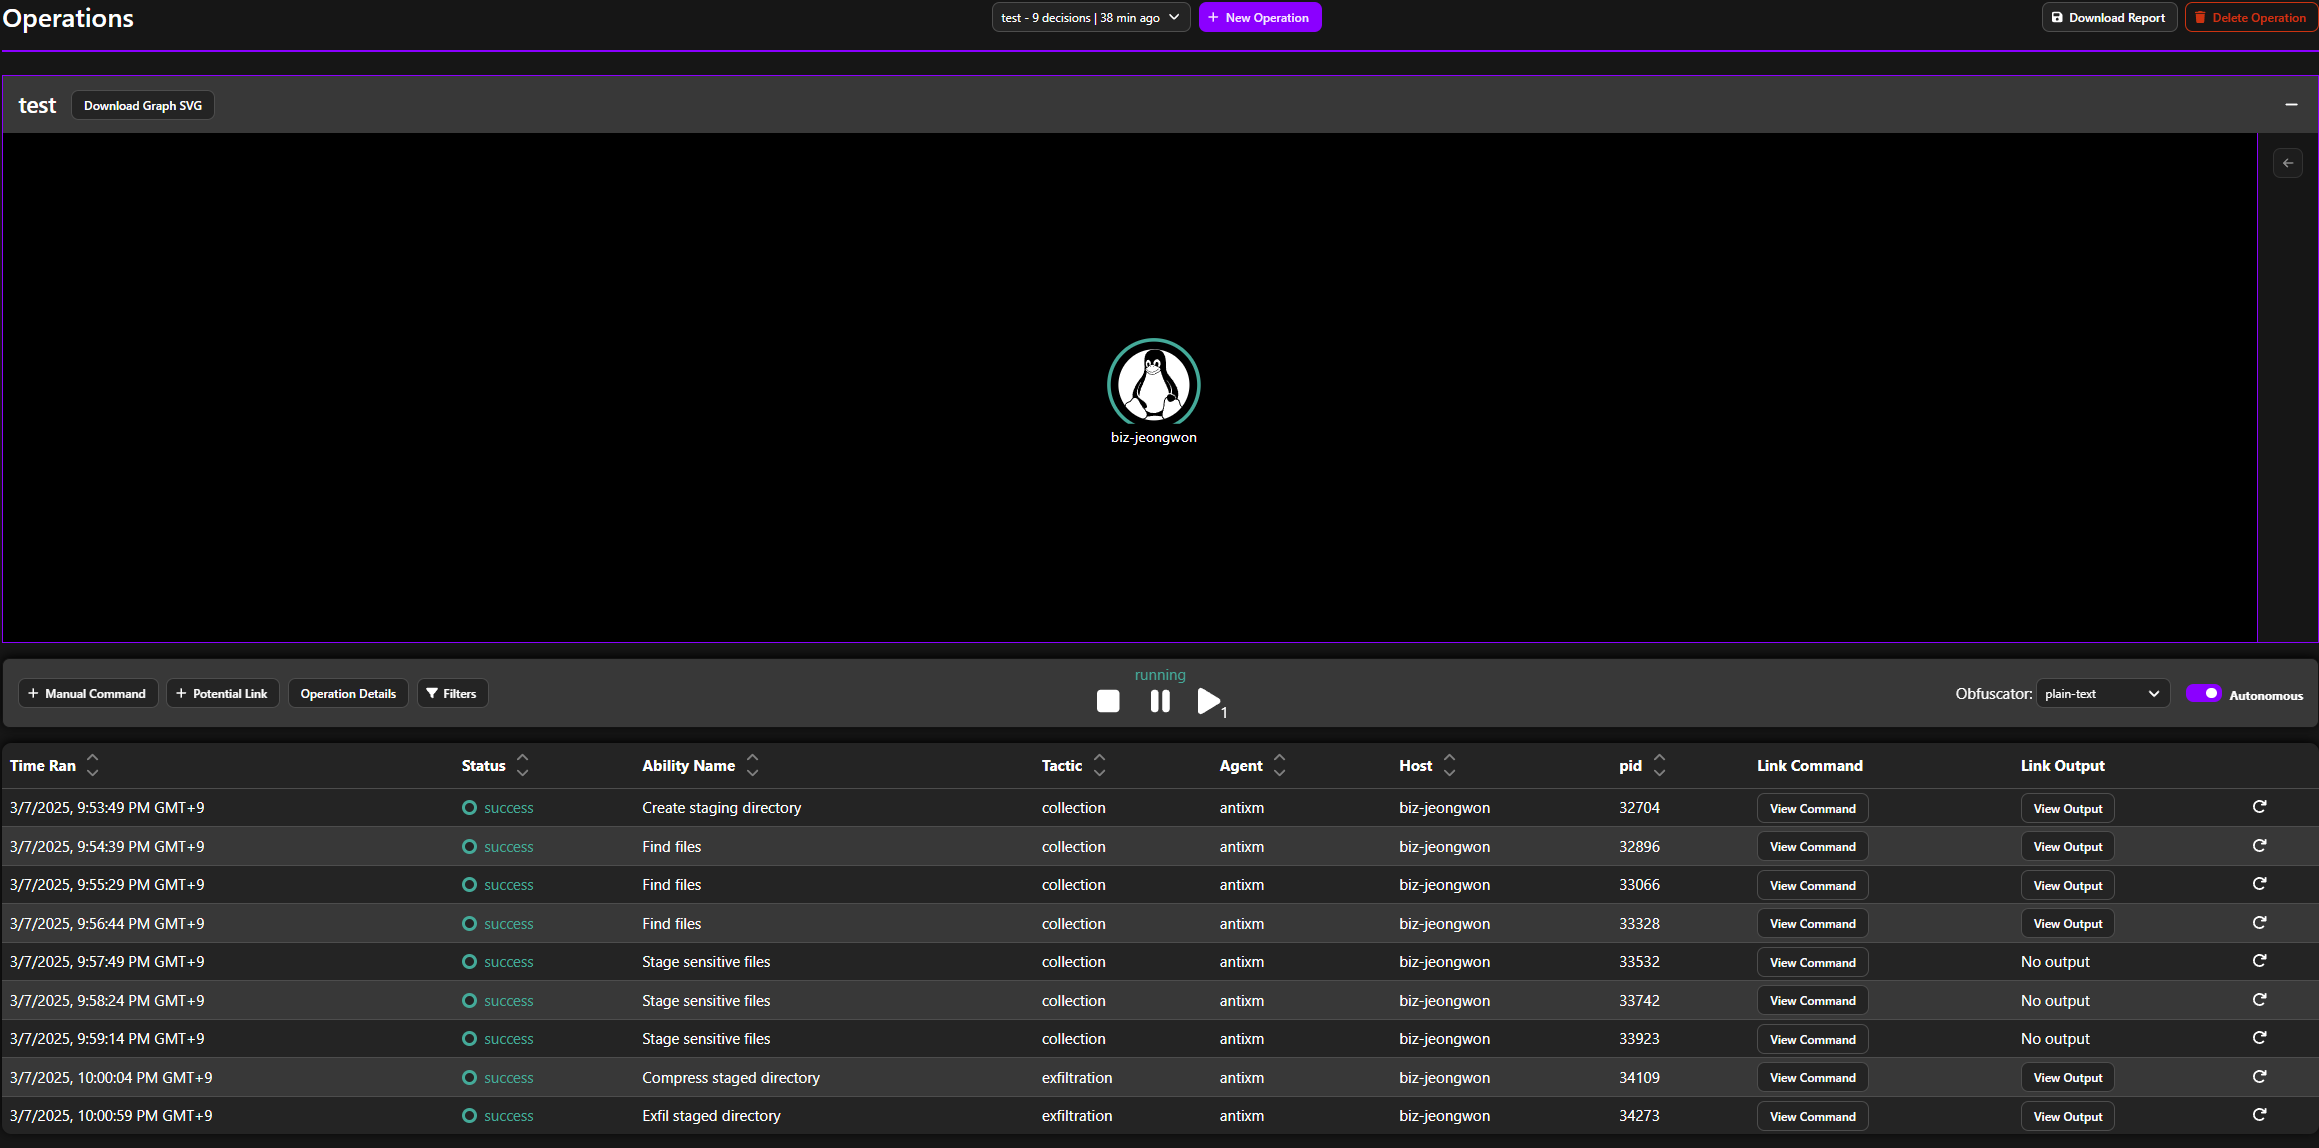 Operations
test - 9 decisions | 38 min ago
+ New Operation
Download Report
Delete Operation
test
Download Graph SVG
biz-jeongwon
running
+ Manual Command
+ Potential Link
Operation Details
Filters
1
Obfuscator: plain-text
Autonomous
Time Ran Status Ability Name Tactic Agent Host pid Link Command Link Output
3/7/2025, 9:53:49 PM GMT+9 success Create staging directory collection antixm biz-jeongwon 32704 View Command View Output
3/7/2025, 9:54:39 PM GMT+9 success Find files collection antixm biz-jeongwon 32896 View Command View Output
3/7/2025, 9:55:29 PM GMT+9 success Find files collection antixm biz-jeongwon 33066 View Command View Output
3/7/2025, 9:56:44 PM GMT+9 success Find files collection antixm biz-jeongwon 33328 View Command View Output
3/7/2025, 9:57:49 PM GMT+9 success Stage sensitive files collection antixm biz-jeongwon 33532 View Command No output
3/7/2025, 9:58:24 PM GMT+9 success Stage sensitive files collection antixm biz-jeongwon 33742 View Command No output
3/7/2025, 9:59:14 PM GMT+9 success Stage sensitive files collection antixm biz-jeongwon 33923 View Command No output
3/7/2025, 10:00:04 PM GMT+9 success Compress staged directory exfiltration antixm biz-jeongwon 34109 View Command View Output
3/7/2025, 10:00:59 PM GMT+9 success Exfil staged directory exfiltration antixm biz-jeongwon 34273 View Command View Output